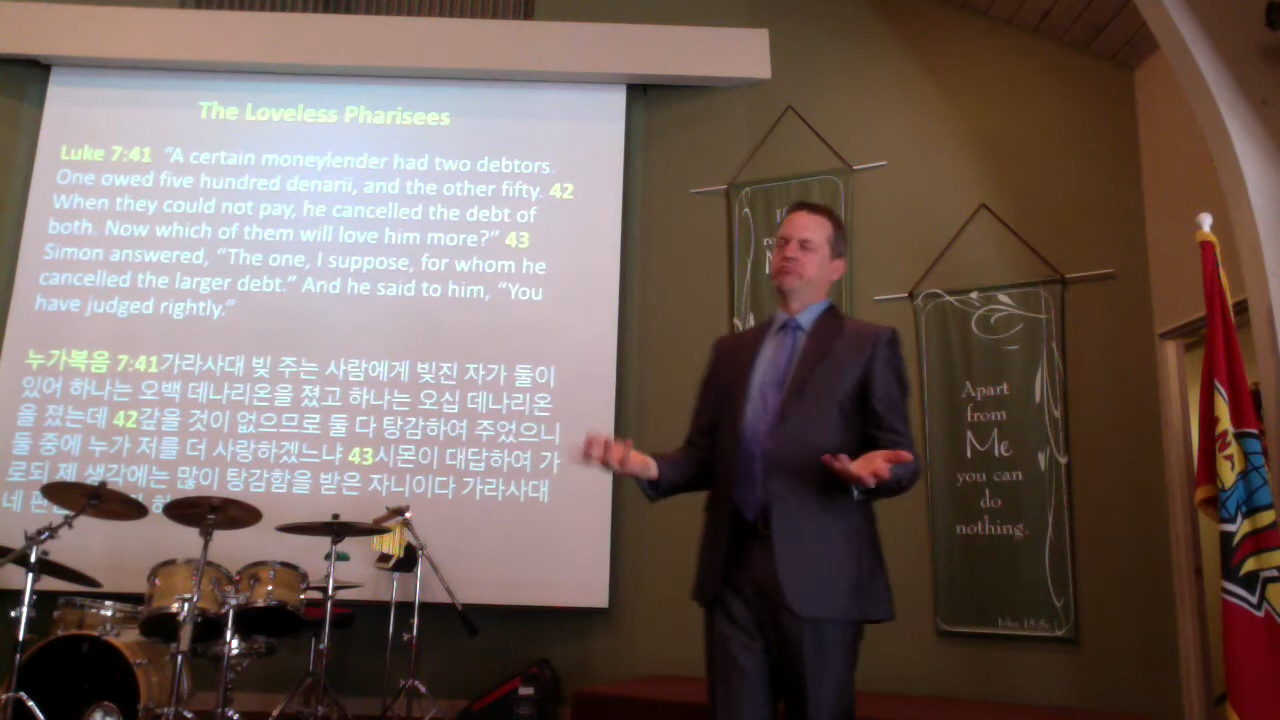 The Loveless Pharisees
Luke 7:41 “A certain moneylender had two debtors.
One owed five hundred denarii, and the other fifty. 42
When they could not pay, he cancelled the debt of
both. Now which of them will love him more?” 43
Simon answered, “The one, I suppose, for whom he
cancelled the larger debt.” And he said to him, “You
have judged rightly.”
누가복음 7:41가라사대 빚 주는 사람에게 빚진 자가 둘이
있어 하나는 오백 데나리온을 졌고 하나는 오십 데나리온
을 졌는데 42갚을 것이 없으므로 둘 다 탕감하여 주었으니
둘 중에 누가 저를 더 사랑하겠느냐 43시몬이 대답하여 가
로되 제 생각에는 많이 탕감함을 받은 자니이다 가라사대
네
Apart
from
Me
you can
do
nothing.